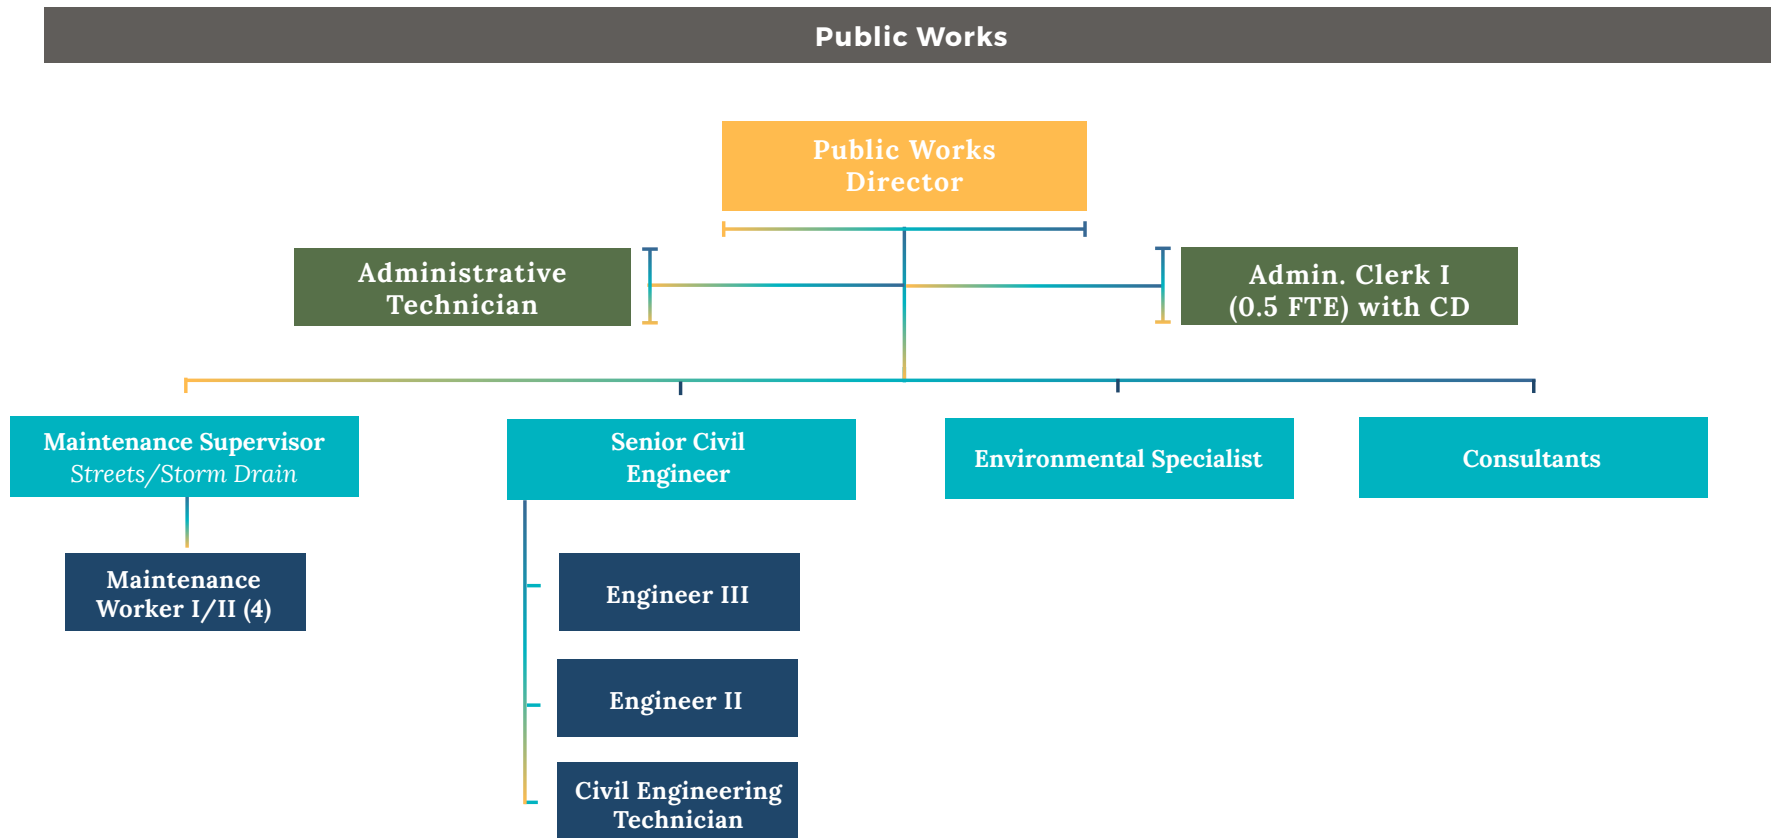 Public Works
Public Works
Director
Administrative
Technician
Admin. Clerk I
(0.5 FTE) with CD
Maintenance Supervisor
Streets/Storm Drain
Senior Civil
Engineer
Environmental Specialist
Consultants
Maintenance
Worker I/II (4)
Engineer III
Engineer II
Civil Engineering
Technician